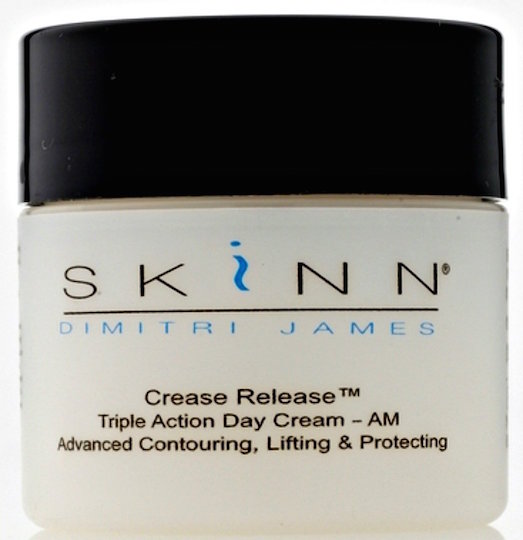 SKiNN®
DIMITRI JAMES
Crease Release™
Triple Action Day Cream – AM
Advanced Contouring, Lifting & Protecting